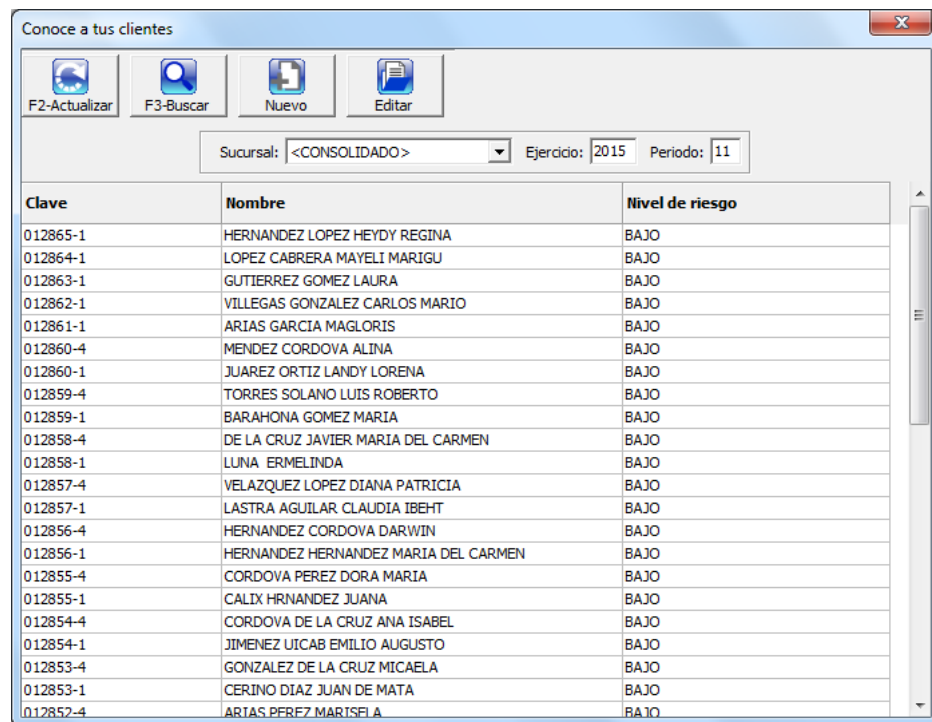 Conoce a tus clientes
F2-Actualizar F3-Buscar Nuevo Editar
Sucursal: <CONSOLIDADO> Ejercicio: 2015 Periodo: 11
Clave Nombre Nivel de riesgo
012865-1 HERNANDEZ LOPEZ HEYDY REGINA BAJO
012864-1 LOPEZ CABRERA MAYELI MARIGU BAJO
012863-1 GUTIERREZ GOMEZ LAURA BAJO
012862-1 VILLEGAS GONZALEZ CARLOS MARIO BAJO
012861-1 ARIAS GARCIA MAGLORIS BAJO
012860-4 MENDEZ CORDOVA ALINA BAJO
012860-1 JUAREZ ORTIZ LANDY LORENA BAJO
012859-4 TORRES SOLANO LUIS ROBERTO BAJO
012859-1 BARAHONA GOMEZ MARIA BAJO
012858-4 DE LA CRUZ JAVIER MARIA DEL CARMEN BAJO
012858-1 LUNA  ERMELINDA BAJO
012857-4 VELAZQUEZ LOPEZ DIANA PATRICIA BAJO
012857-1 LASTRA AGUILAR CLAUDIA IBEHT BAJO
012856-4 HERNANDEZ CORDOVA DARWIN BAJO
012856-1 HERNANDEZ HERNANDEZ MARIA DEL CARMEN BAJO
012855-4 CORDOVA PEREZ DORA MARIA BAJO
012855-1 CALIX HRNANDEZ JUANA BAJO
012854-4 CORDOVA DE LA CRUZ ANA ISABEL BAJO
012854-1 JIMENEZ UICAB EMILIO AUGUSTO BAJO
012853-4 GONZALEZ DE LA CRUZ MICAELA BAJO
012853-1 CERINO DIAZ JUAN DE MATA BAJO
012852-4 ARIAS PEREZ MARISELA BAJO